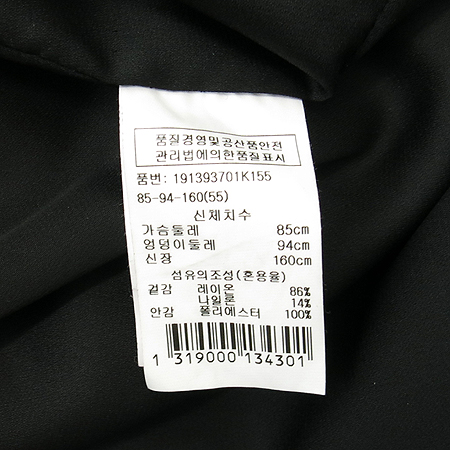 품질경영및공산품안전
관리법에의한품질표시
품번: 191393701K155
85-94-160(55)
신체치수
가슴둘레 85cm
엉덩이둘레 94cm
신장 160cm
섬유의조성(혼용율)
겉감 레이온 86%
나일론 14%
안감 폴리에스터 100%
1 319000 134301